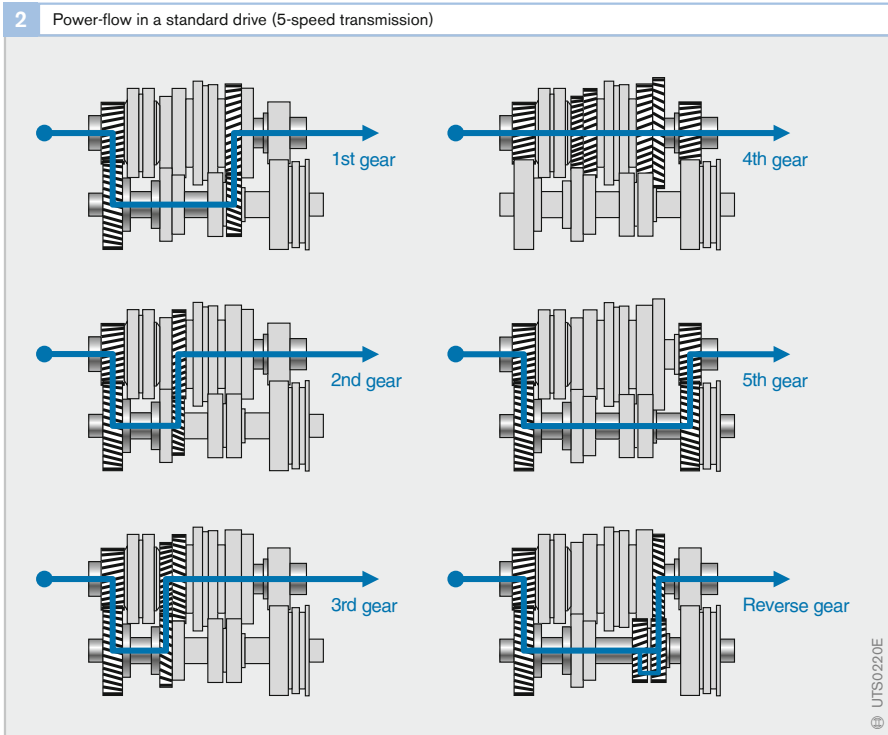 2 Power-flow in a standard drive (5-speed transmission)
1st gear
4th gear
2nd gear
5th gear
3rd gear
Reverse gear
UTS0220E